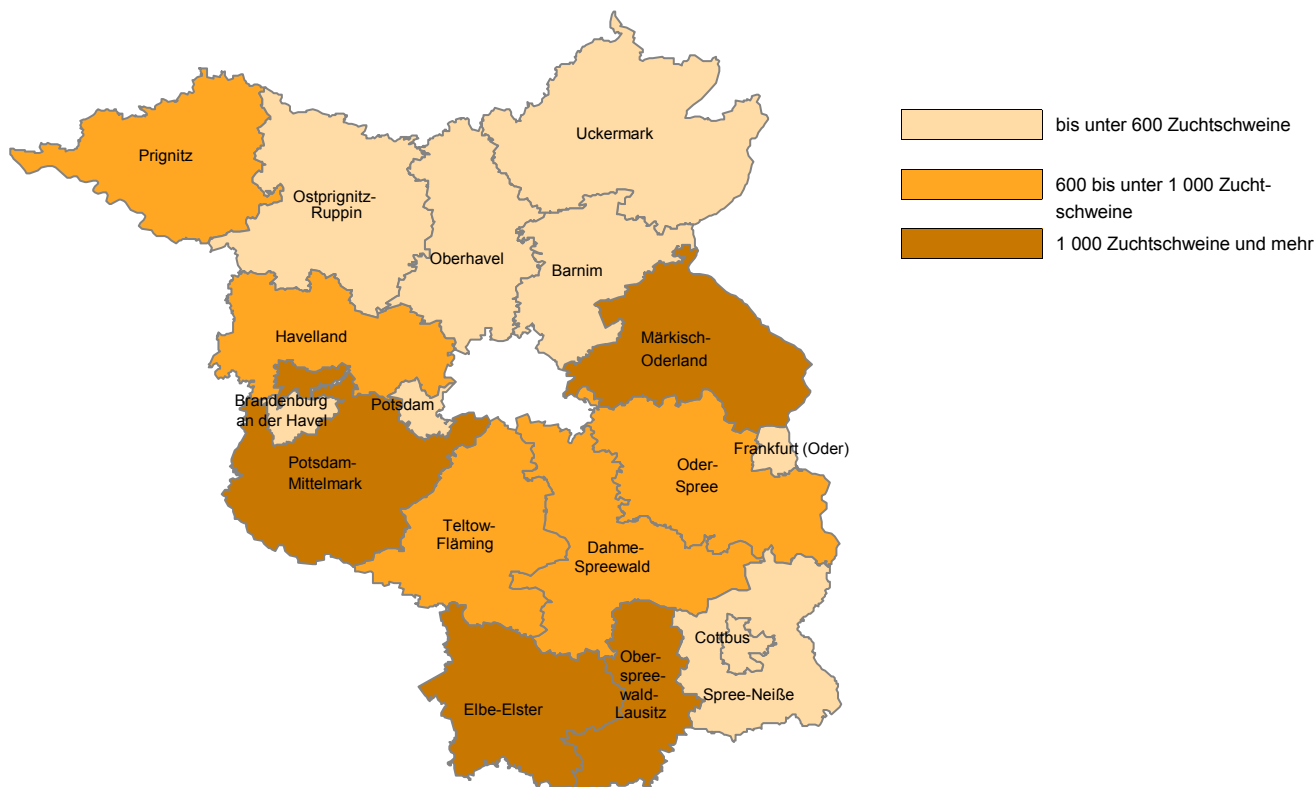 Uckermark
bis unter 600 Zuchtschweine
Prignitz
600 bis unter 1 000 Zucht-
schweine
Ostprignitz-
Ruppin
1 000 Zuchtschweine und mehr
Oberhavel
Barnim
Havelland
Märkisch-
Oderland
Brandenburg
an der Havel
Potsdam
Frankfurt (Oder)
Potsdam-
Mittelmark
Oder-
Spree
Teltow-
Fläming
Dahme-
Spreewald
Cottbus
Ober-
spree-
wald-
Lausitz
Spree-Neiße
Elbe-Elster